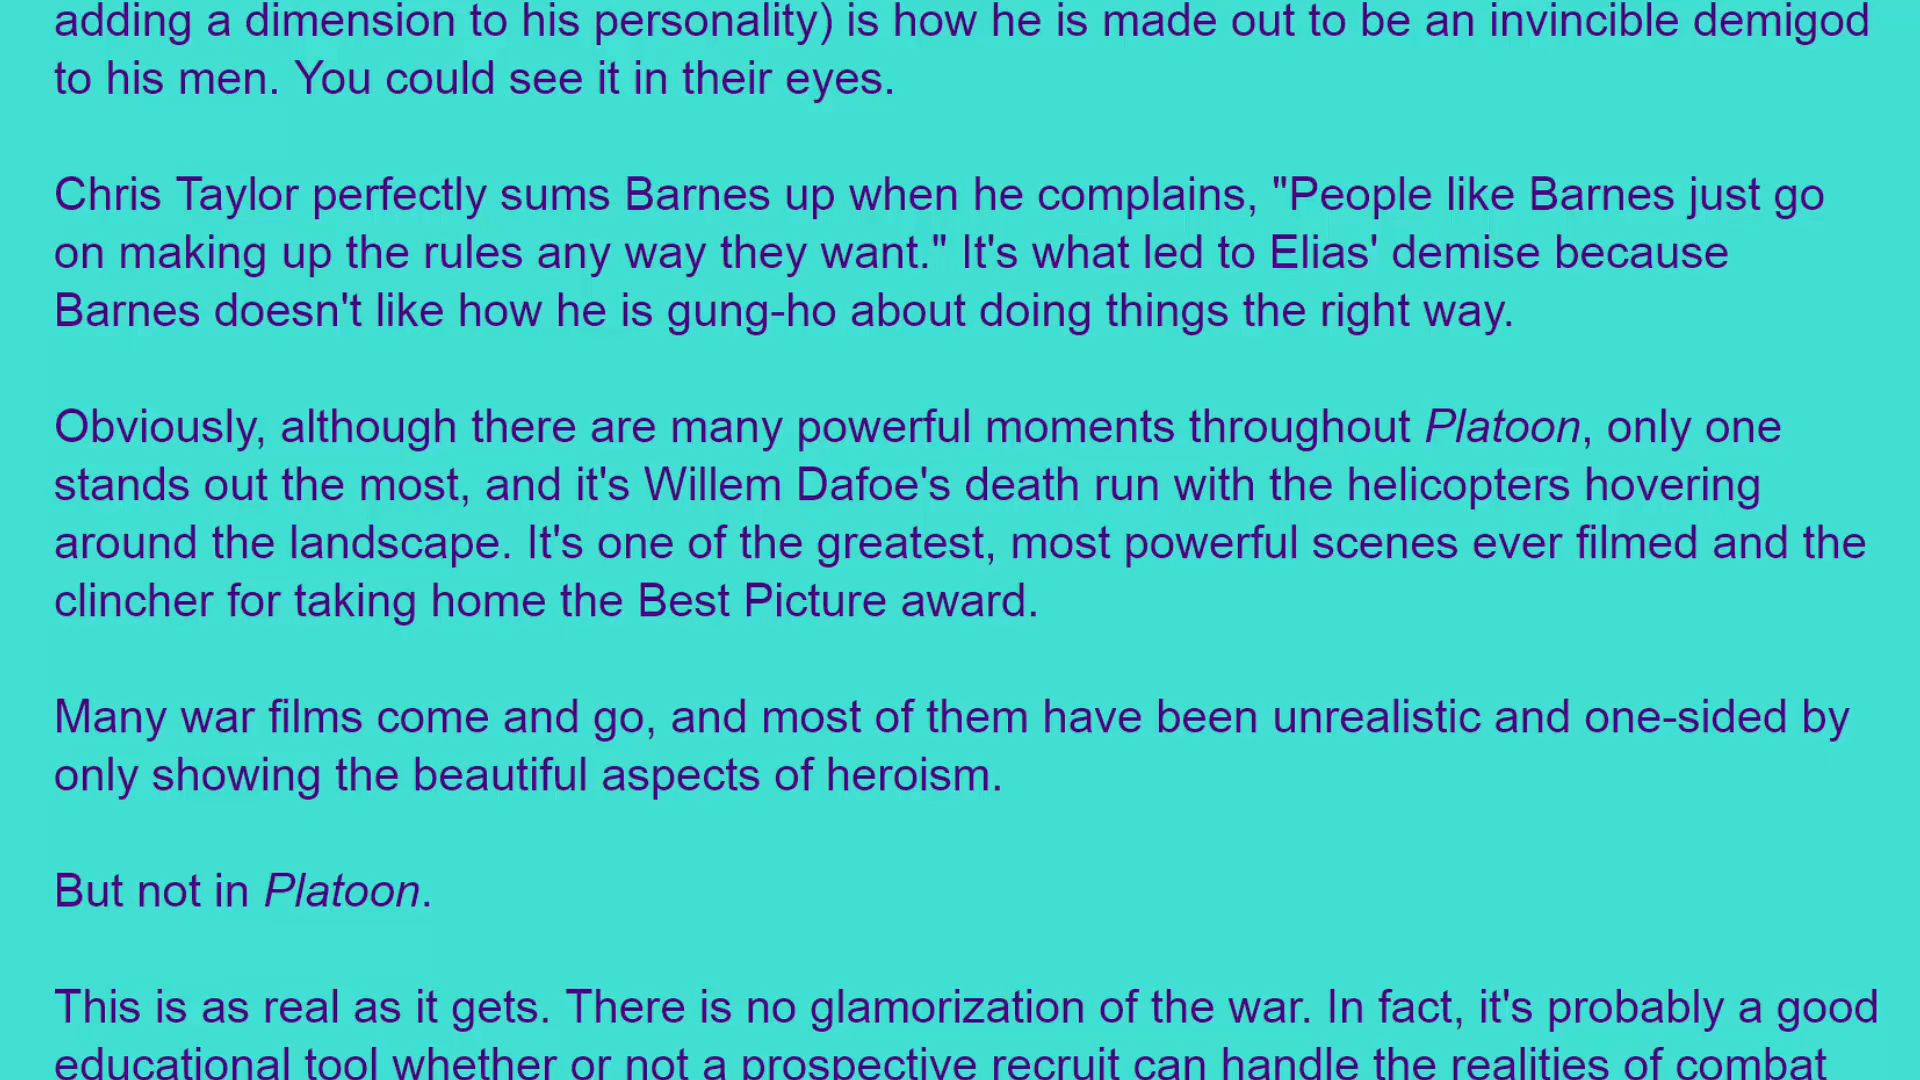 adding a dimension to his personality) is how he is made out to be an invincible demigod
to his men. You could see it in their eyes.
Chris Taylor perfectly sums Barnes up when he complains, "People like Barnes just go
on making up the rules any way they want." It's what led to Elias' demise because
Barnes doesn't like how he is gung-ho about doing things the right way.
Obviously, although there are many powerful moments throughout Platoon, only one
stands out the most, and it's Willem Dafoe's death run with the helicopters hovering
around the landscape. It's one of the greatest, most powerful scenes ever filmed and the
clincher for taking home the Best Picture award.
Many war films come and go, and most of them have been unrealistic and one-sided by
only showing the beautiful aspects of heroism.
But not in Platoon.
This is as real as it gets. There is no glamorization of the war. In fact, it's probably a good
educational tool whether or not a prospective recruit can handle the realities of combat